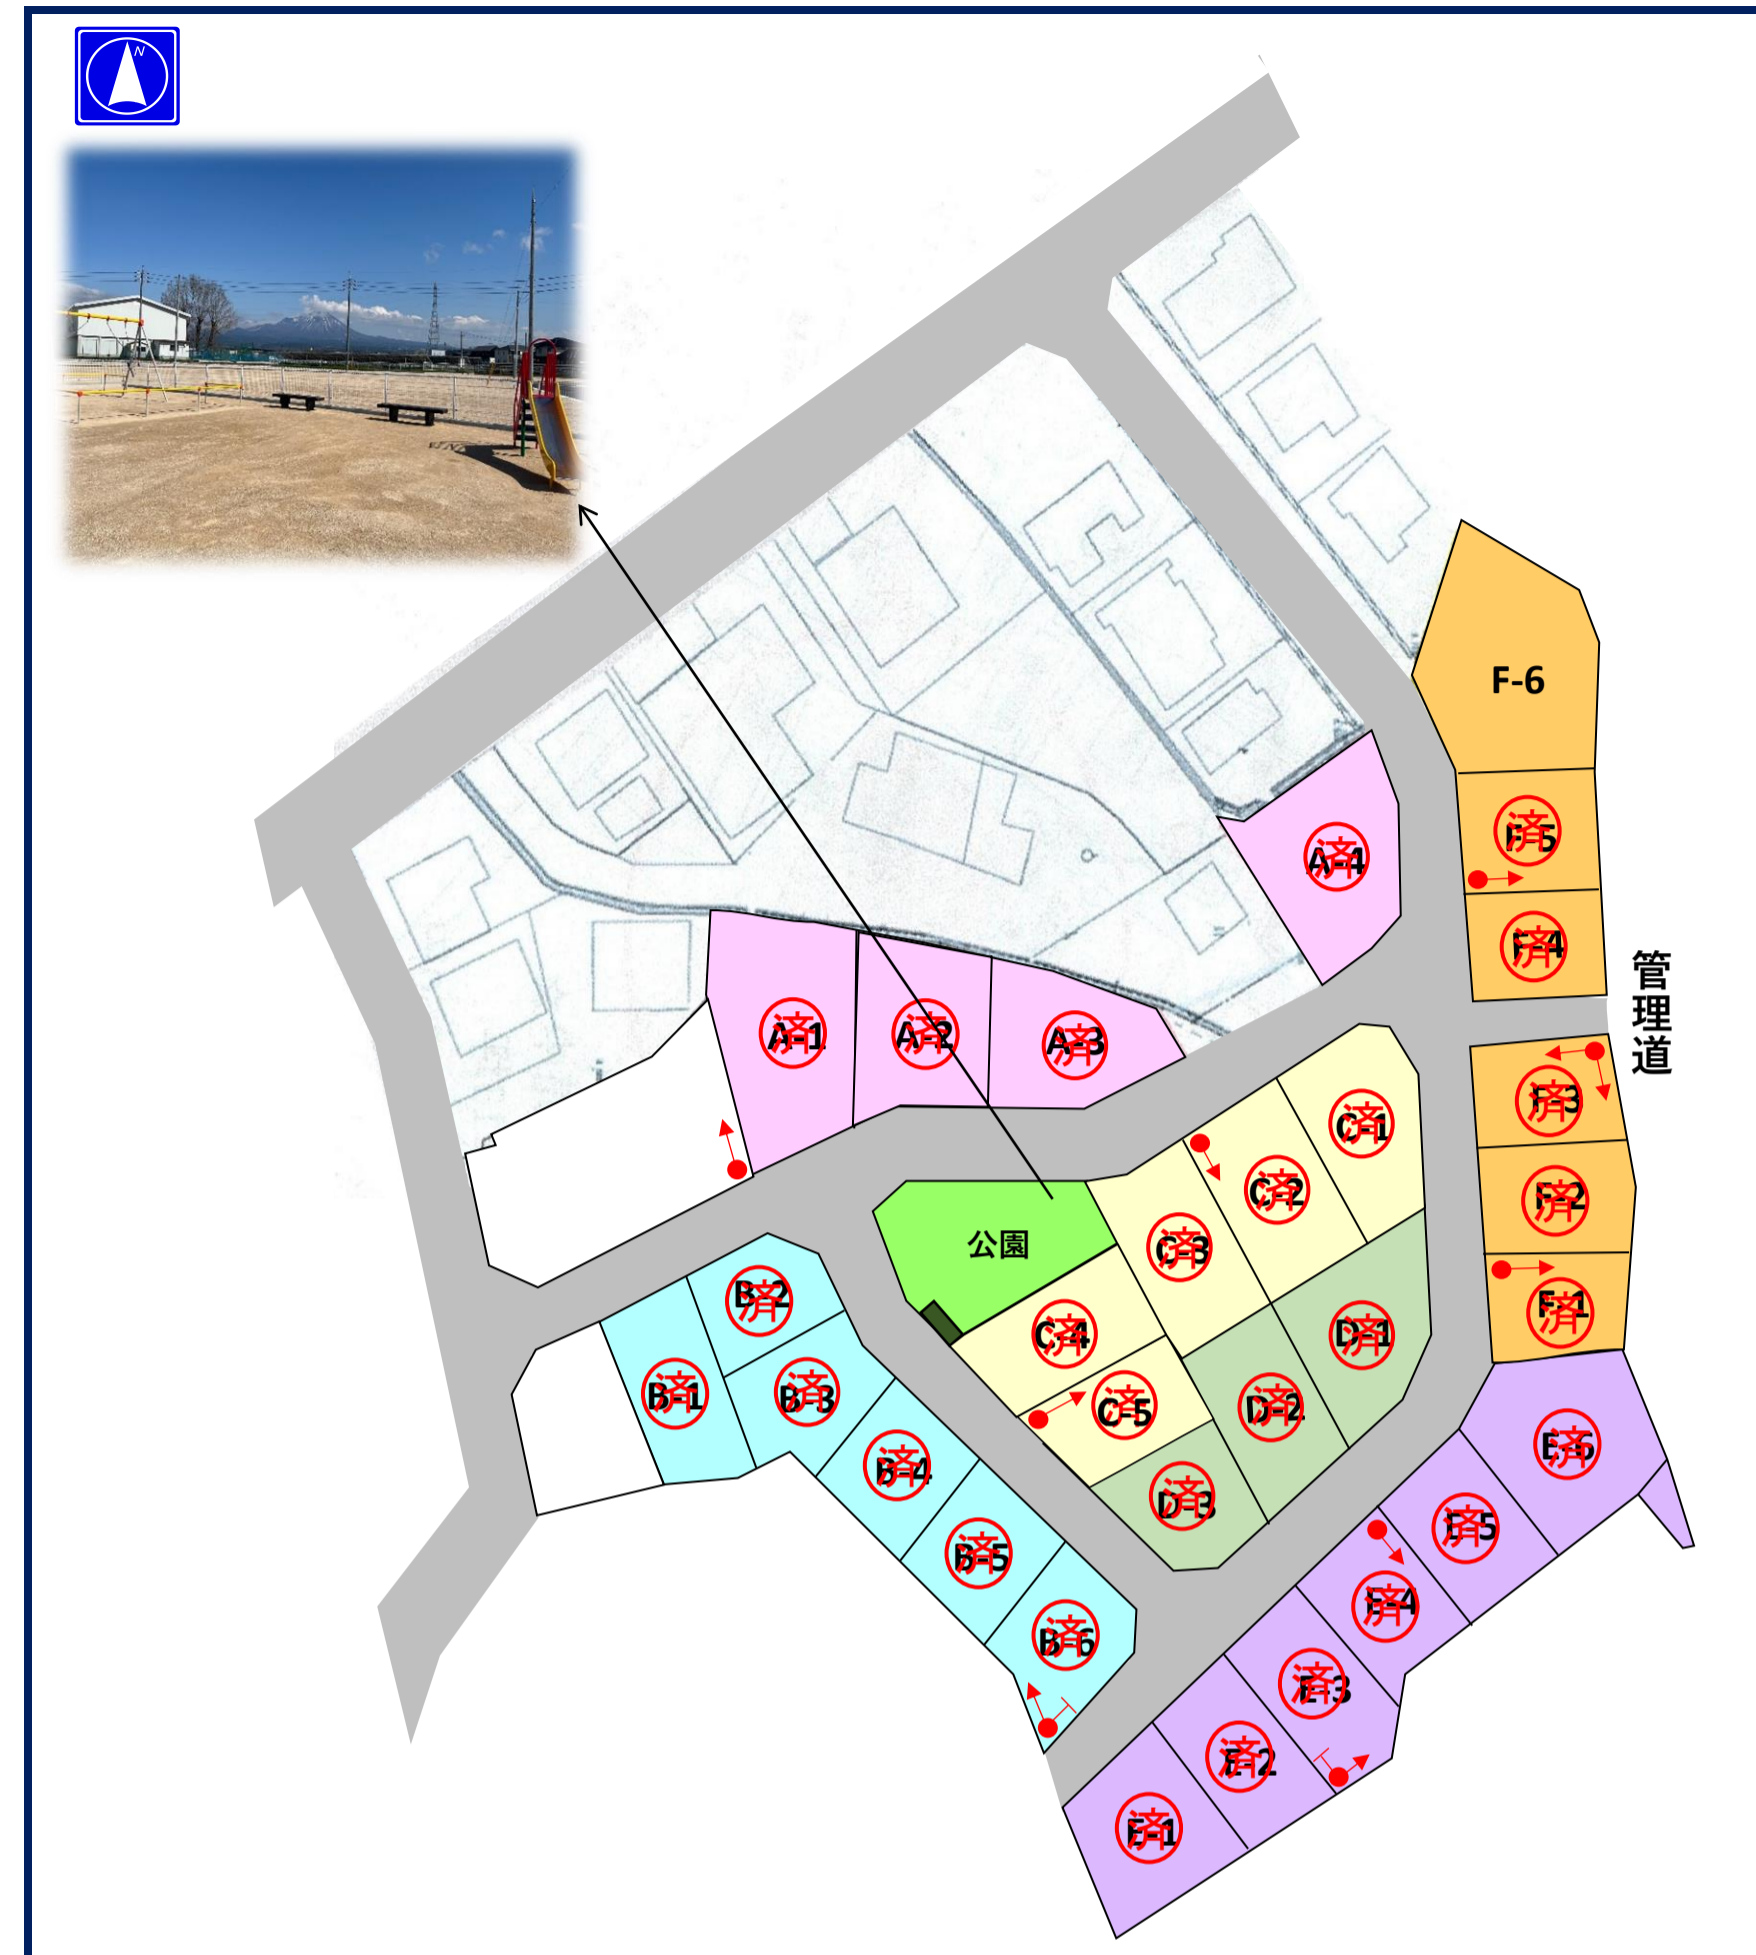 N
F-6
F-5
済
A-4
済
F-4
済
管理道
A-1
済
A-2
済
A-3
済
F-3
済
C-1
済
C-2
済
F-2
済
公園
C-3
済
B-2
済
F-1
済
C-4
済
D-1
済
B-1
済
B-3
済
C-5
済
D-2
済
E-6
済
B-4
済
D-3
済
E-5
済
B-5
済
E-4
済
B-6
済
E-3
済
E-2
済
E-1
済